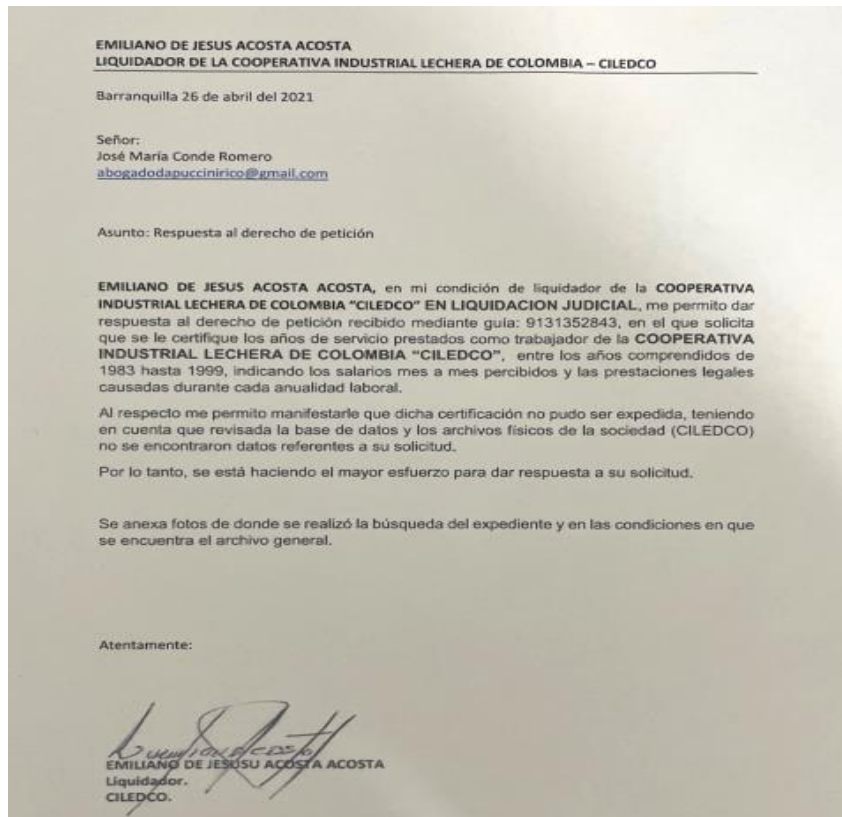 EMILIANO DE JESUS ACOSTA ACOSTA
LIQUIDADOR DE LA COOPERATIVA INDUSTRIAL LECHERA DE COLOMBIA – CILEDCO
Barranquilla 26 de abril del 2021
Señor:
José María Conde Romero
abogadodapuccinirico@gmail.com
Asunto: Respuesta al derecho de petición
EMILIANO DE JESUS ACOSTA ACOSTA, en mi condición de liquidador de la COOPERATIVA
INDUSTRIAL LECHERA DE COLOMBIA "CILEDCO" EN LIQUIDACION JUDICIAL, me permito dar
respuesta al derecho de petición recibido mediante guía: 9131352843, en el que solicita
que se le certifique los años de servicio prestados como trabajador de la COOPERATIVA
INDUSTRIAL LECHERA DE COLOMBIA "CILEDCO", entre los años comprendidos de
1983 hasta 1999, indicando los salarios mes a mes percibidos y las prestaciones legales
causadas durante cada anualidad laboral.
Al respecto me permito manifestarle que dicha certificación no pudo ser expedida, teniendo
en cuenta que revisada la base de datos y los archivos físicos de la sociedad (CILEDCO)
no se encontraron datos referentes a su solicitud.
Por lo tanto, se está haciendo el mayor esfuerzo para dar respuesta a su solicitud.
Se anexa fotos de donde se realizó la búsqueda del expediente y en las condiciones en que
se encuentra el archivo general.
Atentamente:
EMILIANO DE JESUSU ACOSTA ACOSTA
Liquidador.
CILEDCO.